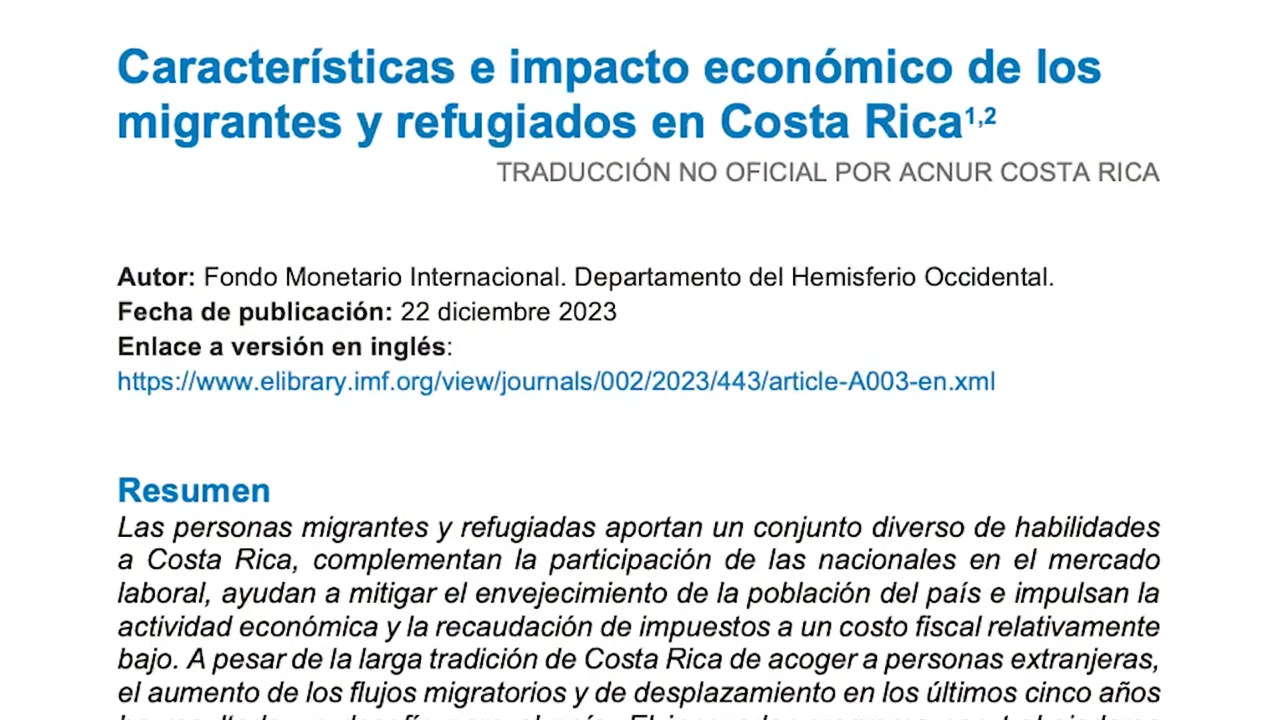 Características e impacto económico de los
migrantes y refugiados en Costa Rica1,2
TRADUCCIÓN NO OFICIAL POR ACNUR COSTA RICA
Autor: Fondo Monetario Internacional. Departamento del Hemisferio Occidental.
Fecha de publicación: 22 diciembre 2023
Enlace a versión en inglés:
https://www.elibrary.imf.org/view/journals/002/2023/443/article-A003-en.xml
Resumen
Las personas migrantes y refugiadas aportan un conjunto diverso de habilidades
a Costa Rica, complementan la participación de las nacionales en el mercado
laboral, ayudan a mitigar el envejecimiento de la población del país e impulsan la
actividad económica y la recaudación de impuestos a un costo fiscal relativamente
bajo. A pesar de la larga tradición de Costa Rica de acoger a personas extranjeras,
el aumento de los flujos migratorios y de desplazamiento en los últimos cinco años